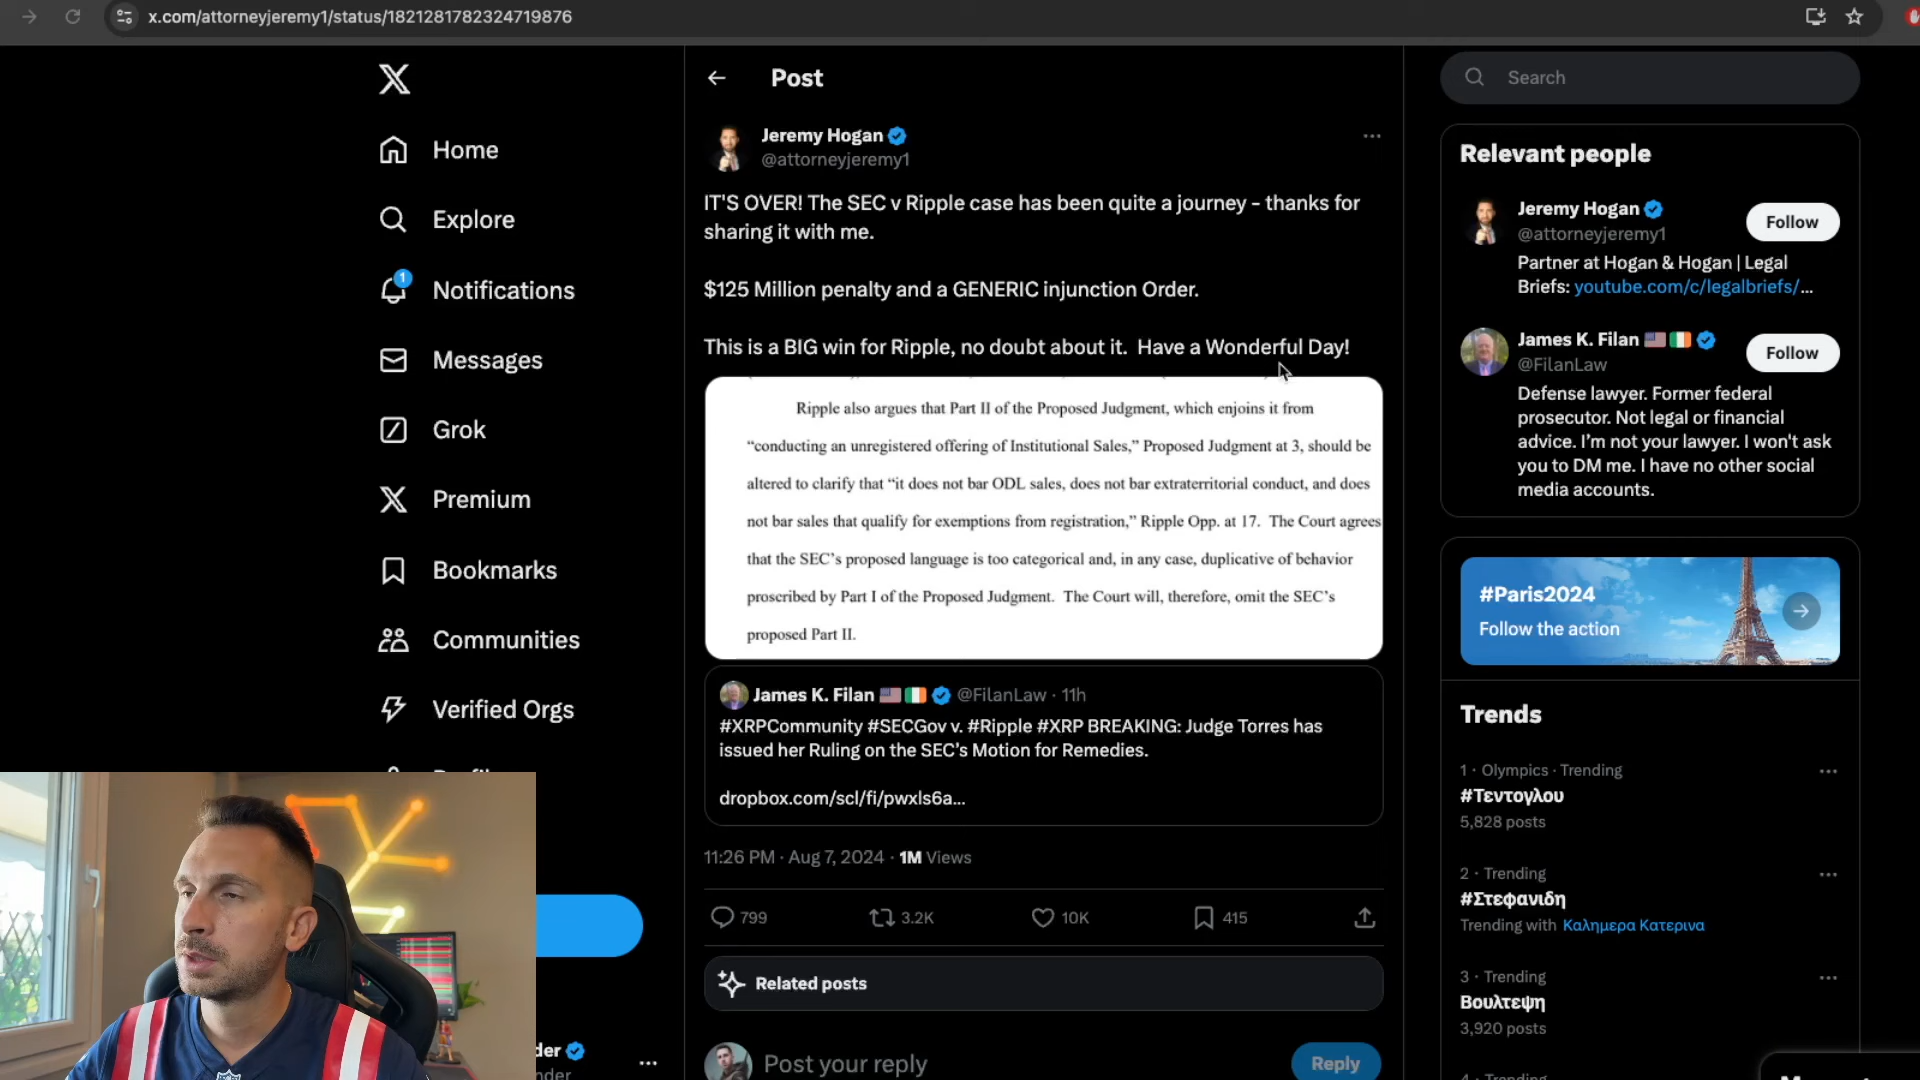 x.com/attorneyjeremy1/status/1821281782324719876
X
Home
Explore
1
Notifications
Messages
Grok
Premium
Bookmarks
Communities
Verified Orgs
Post
Jeremy Hogan
@attorneyjeremy1
IT'S OVER! The SEC v Ripple case has been quite a journey - thanks for
sharing it with me.
$125 Million penalty and a GENERIC injunction Order.
This is a BIG win for Ripple, no doubt about it. Have a Wonderful Day!
Ripple also argues that Part II of the Proposed Judgment, which enjoins it from
“conducting an unregistered offering of Institutional Sales,” Proposed Judgment at 3, should be
altered to clarify that “it does not bar ODL sales, does not bar extraterritorial conduct, and does
not bar sales that qualify for exemptions from registration,” Ripple Opp. at 17. The Court agrees
that the SEC’s proposed language is too categorical and, in any case, duplicative of behavior
proscribed by Part I of the Proposed Judgment. The Court will, therefore, omit the SEC’s
proposed Part II.
James K. Filan @FilanLaw · 11h
#XRPCommunity #SECGov v. #Ripple #XRP BREAKING: Judge Torres has
issued her Ruling on the SEC’s Motion for Remedies.
dropbox.com/scl/fi/pwxls6a...
11:26 PM · Aug 7, 2024 · 1M Views
799 3.2K 10K 415
Related posts
Post your reply
Reply
Search
Relevant people
Jeremy Hogan
@attorneyjeremy1
Follow
Partner at Hogan & Hogan | Legal
Briefs: youtube.com/c/legalbriefs/...
James K. Filan
@FilanLaw
Follow
Defense lawyer. Former federal
prosecutor. Not legal or financial
advice. I’m not your lawyer. I won't ask
you to DM me. I have no other social
media accounts.
#Paris2024
Follow the action
Trends
1 · Olympics · Trending
#Τεντογλου
5,828 posts
2 · Trending
#Στεφανιδη
Trending with Καλημερα Κατερινα
3 · Trending
Βουλτεψη
3,920 posts